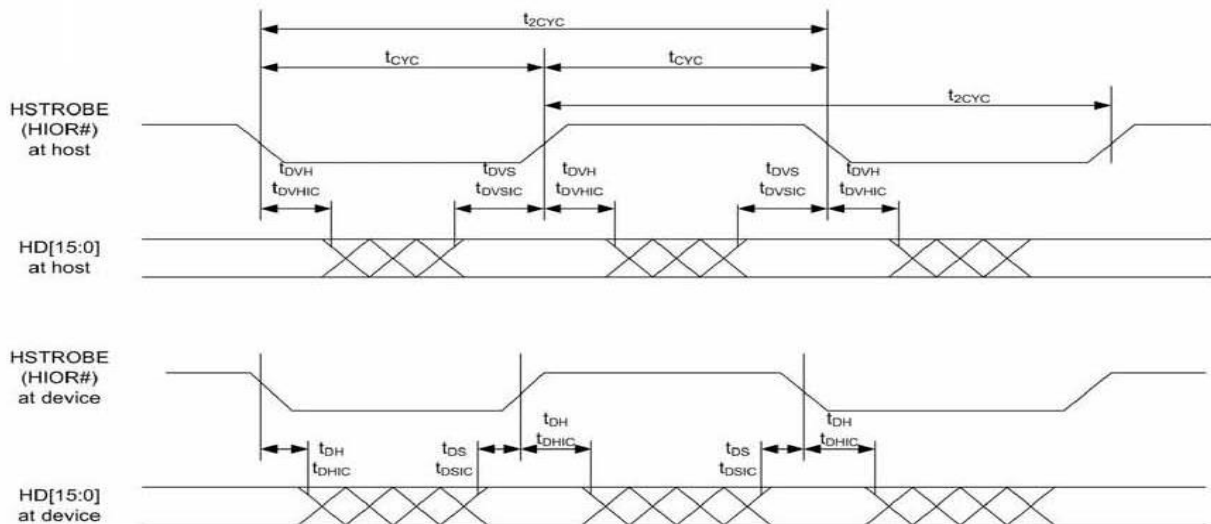 t2CYC
tCYC tCYC
t2CYC
HSTROBE
(HIOR#)
at host
tDVH tDVS tDVH tDVS tDVH
tDVHIC tDVSIC tDVHIC tDVSIC tDVHIC
HD[15:0]
at host
HSTROBE
(HIOR#)
at device
tDH tDS tDH tDS tDH
tDHIC tDSIC tDHIC tDSIC tDHIC
HD[15:0]
at device